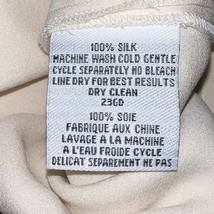 100% SILK
MACHINE WASH COLD GENTLE
CYCLE SEPARATELY NO BLEACH
LINE DRY FOR BEST RESULTS
DRY CLEAN
23GD
100% SOIE
FABRIQUE AUX CHINE
LAVAGE A LA MACHINE
A L'EAU FROIDE CYCLE
DELICAT SEPAREMENT NE PAS